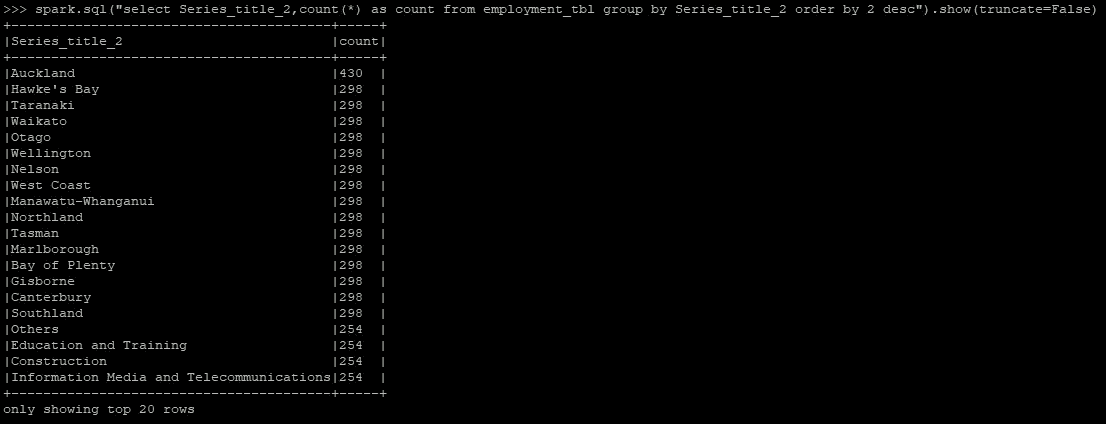 >>> spark.sql("select Series_title_2,count(*) as count from employment_tbl group by Series_title_2 order by 2 desc").show(truncate=False)
+----------------------------------------+-----+
|Series_title_2                          |count|
+----------------------------------------+-----+
|Auckland                                |430  |
|Hawke's Bay                             |298  |
|Taranaki                                |298  |
|Waikato                                 |298  |
|Otago                                   |298  |
|Wellington                              |298  |
|Nelson                                  |298  |
|West Coast                              |298  |
|Manawatu-Whanganui                      |298  |
|Northland                               |298  |
|Tasman                                  |298  |
|Marlborough                             |298  |
|Bay of Plenty                           |298  |
|Gisborne                                |298  |
|Canterbury                              |298  |
|Southland                               |298  |
|Others                                  |254  |
|Education and Training                  |254  |
|Construction                            |254  |
|Information Media and Telecommunications|254  |
+----------------------------------------+-----+
only showing top 20 rows